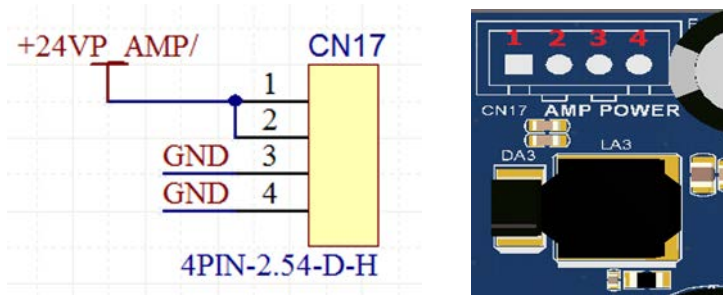 +24VP_AMP/
CN17
1
2
GND 3
GND 4
4PIN-2.54-D-H
1 2 3 4
CN17 AMP POWER
DA3
LA3